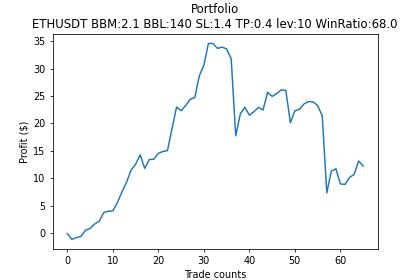 Portfolio
ETHUSDT BBM:2.1 BBL:140 SL:1.4 TP:0.4 lev:10 WinRatio:68.0
35
30
25
20
15
10
5
0
Profit ($)
0 10 20 30 40 50 60
Trade counts